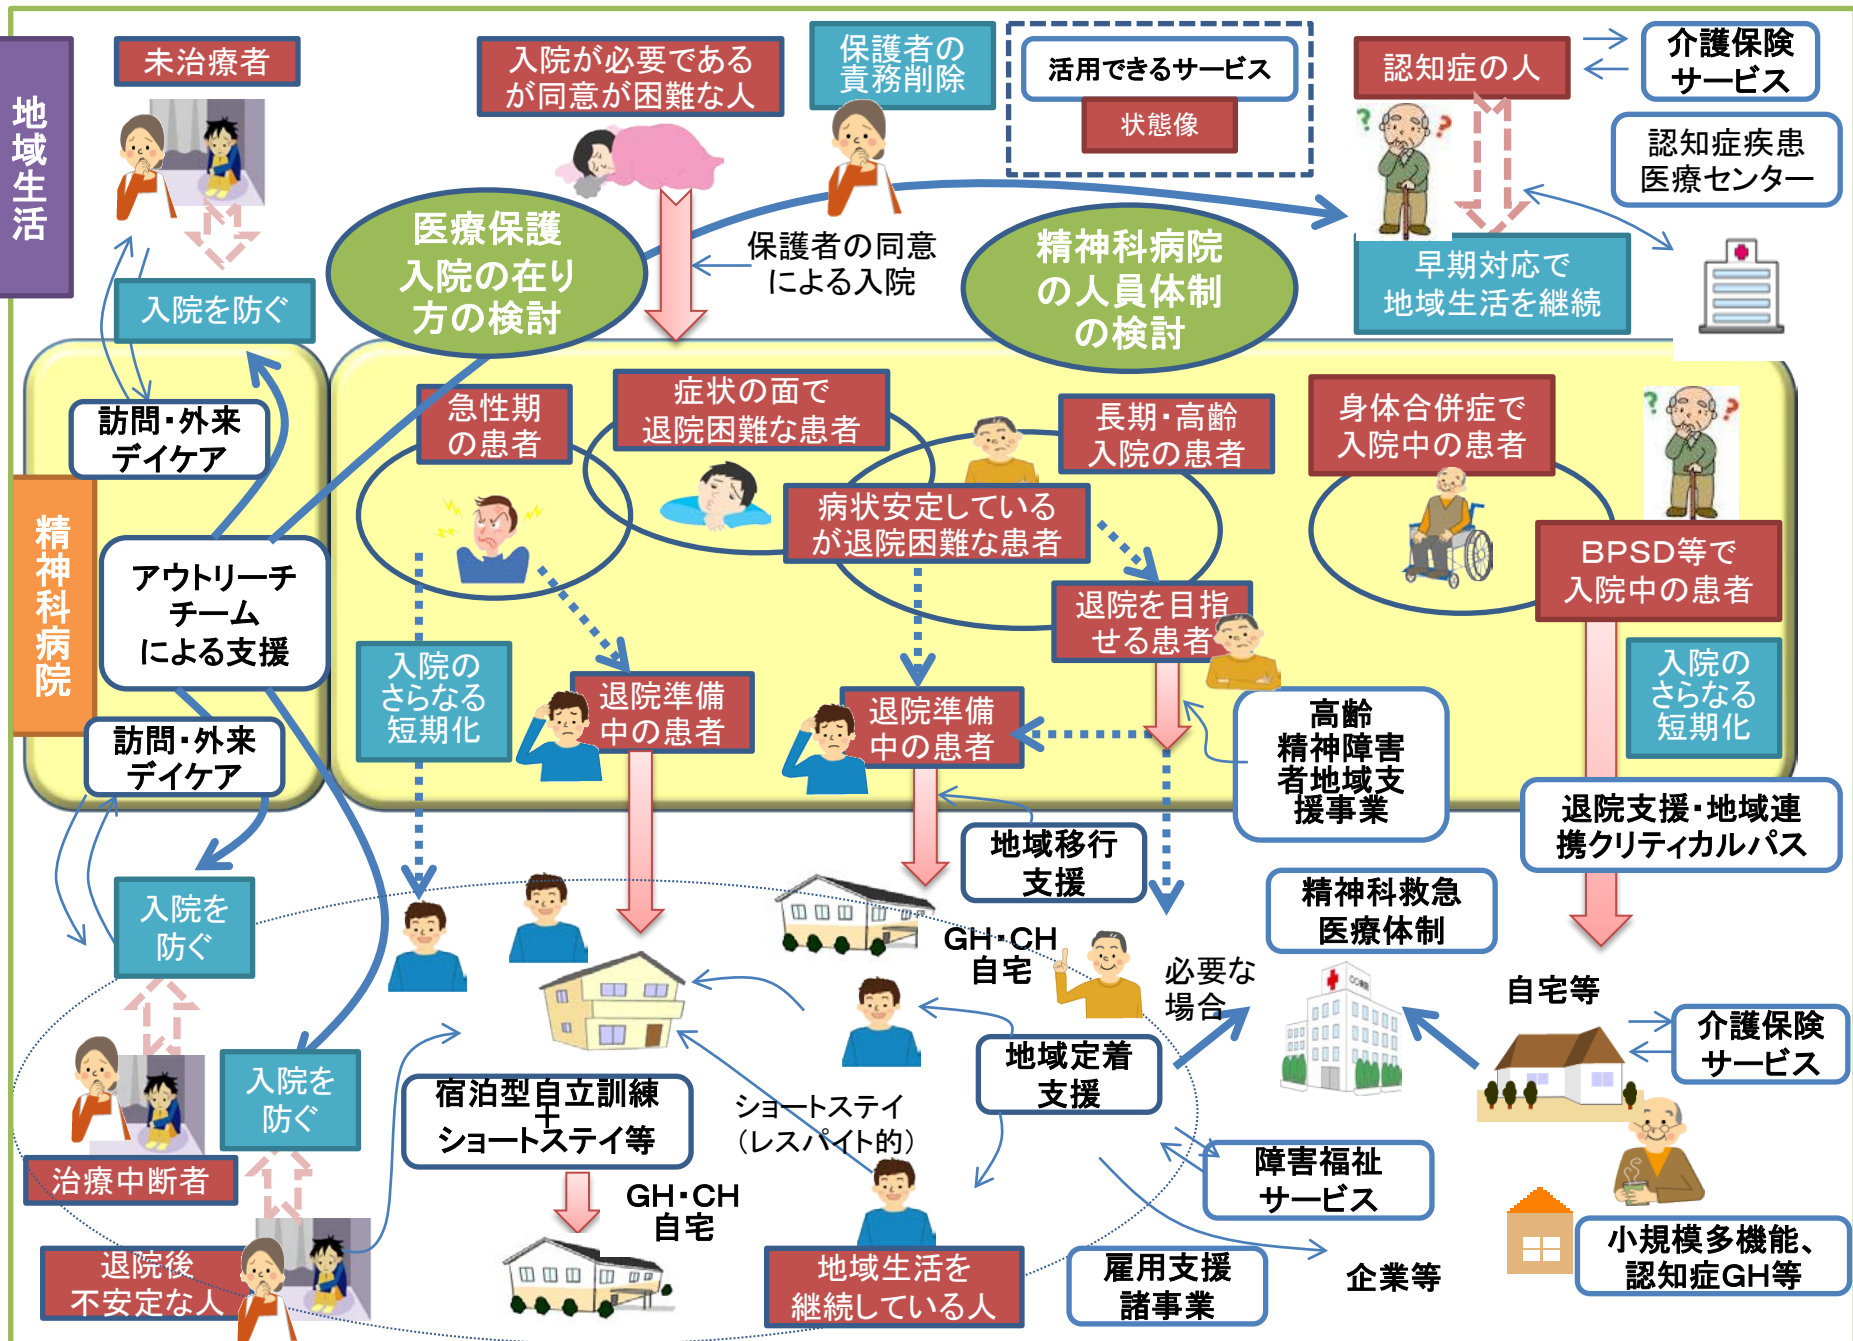 地域生活
未治療者
入院が必要である
が同意が困難な人
保護者の
責務削除
活用できるサービス
状態像
認知症の人
介護保険
サービス
認知症疾患
医療センター
医療保護
入院の在り
方の検討
保護者の同意
による入院
精神科病院
の人員体制
の検討
早期対応で
地域生活を継続
入院を防ぐ
訪問・外来
デイケア
急性期
の患者
症状の面で
退院困難な患者
長期・高齢
入院の患者
身体合併症で
入院中の患者
病状安定している
が退院困難な患者
精神科病院
アウトリーチ
チーム
による支援
BPSD等で
入院中の患者
退院を目指
せる患者
入院の
さらなる
短期化
退院準備
中の患者
退院準備
中の患者
高齢
精神障害
者地域支
援事業
入院の
さらなる
短期化
訪問・外来
デイケア
地域移行
支援
退院支援・地域連
携クリティカルパス
入院を
防ぐ
精神科救急
医療体制
GH・CH
自宅
必要な
場合
自宅等
介護保険
サービス
入院を
防ぐ
地域定着
支援
宿泊型自立訓練
+
ショートステイ等
ショートステイ
(レスパイト的)
治療中断者
GH・CH
自宅
障害福祉
サービス
退院後
不安定な人
地域生活を
継続している人
雇用支援
諸事業
企業等
小規模多機能、
認知症GH等